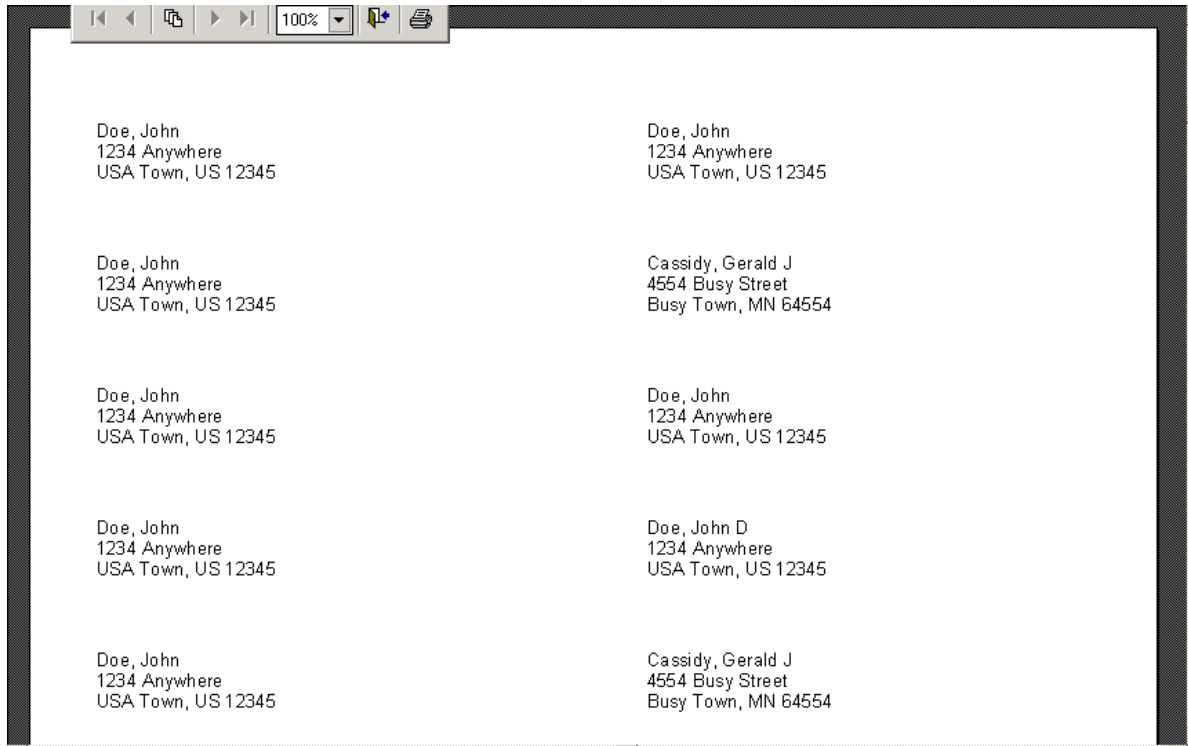 100%
Doe, John
1234 Anywhere
USA Town, US 12345
Doe, John
1234 Anywhere
USA Town, US 12345
Doe, John
1234 Anywhere
USA Town, US 12345
Cassidy, Gerald J
4554 Busy Street
Busy Town, MN 64554
Doe, John
1234 Anywhere
USA Town, US 12345
Doe, John
1234 Anywhere
USA Town, US 12345
Doe, John
1234 Anywhere
USA Town, US 12345
Doe, John D
1234 Anywhere
USA Town, US 12345
Doe, John
1234 Anywhere
USA Town, US 12345
Cassidy, Gerald J
4554 Busy Street
Busy Town, MN 64554